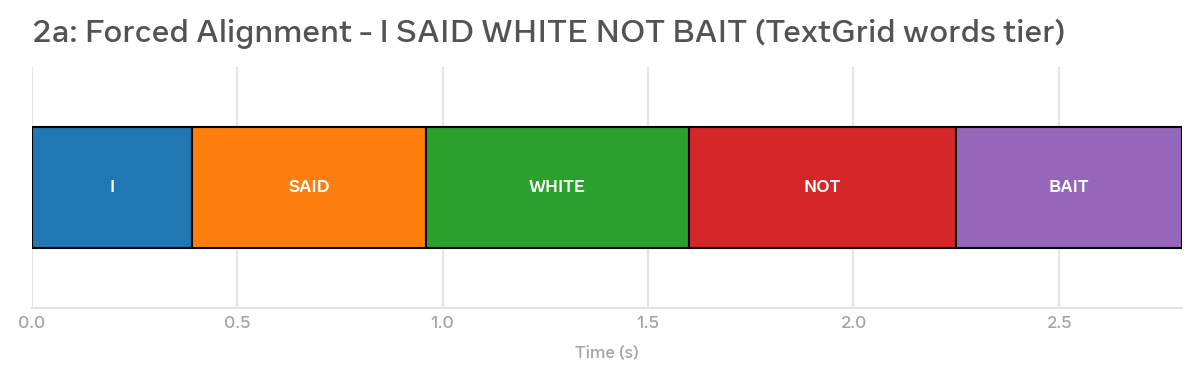 2a: Forced Alignment - I SAID WHITE NOT BAIT (TextGrid words tier)
I SAID WHITE NOT BAIT
0.0 0.5 1.0 1.5 2.0 2.5
Time (s)